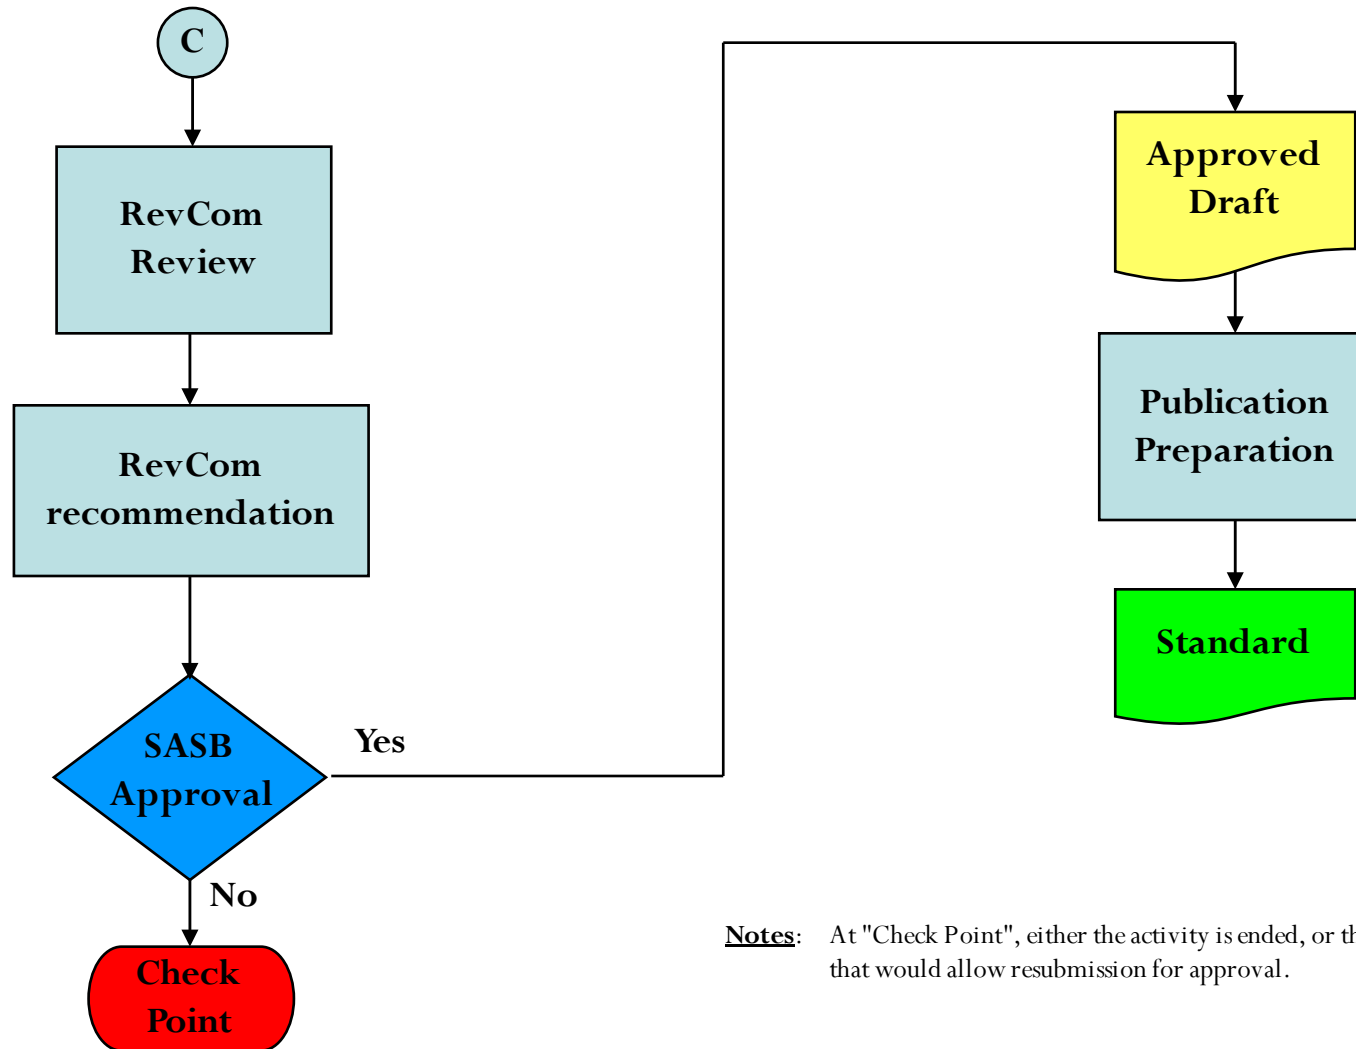 C
RevCom
Review
RevCom
recommendation
SASB
Approval
Yes
No
Check
Point
Approved
Draft
Publication
Preparation
Standard
Notes: At "Check Point", either the activity is ended, or
that would allow resubmission for approval.